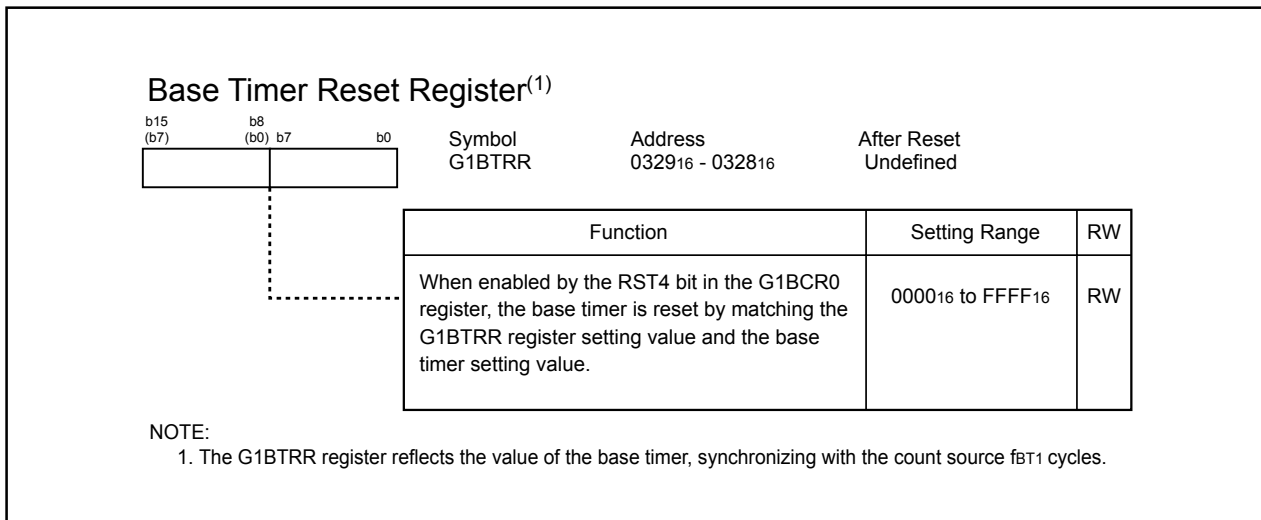 Base Timer Reset Register(1)
b15 b8
(b7) (b0) b7 b0
Symbol Address After Reset
G1BTRR 032916 - 032816 Undefined
Function Setting Range RW
When enabled by the RST4 bit in the G1BCR0
register, the base timer is reset by matching the
G1BTRR register setting value and the base
timer setting value.
000016 to FFFF16 RW
NOTE:
1. The G1BTRR register reflects the value of the base timer, synchronizing with the count source fBT1 cycles.